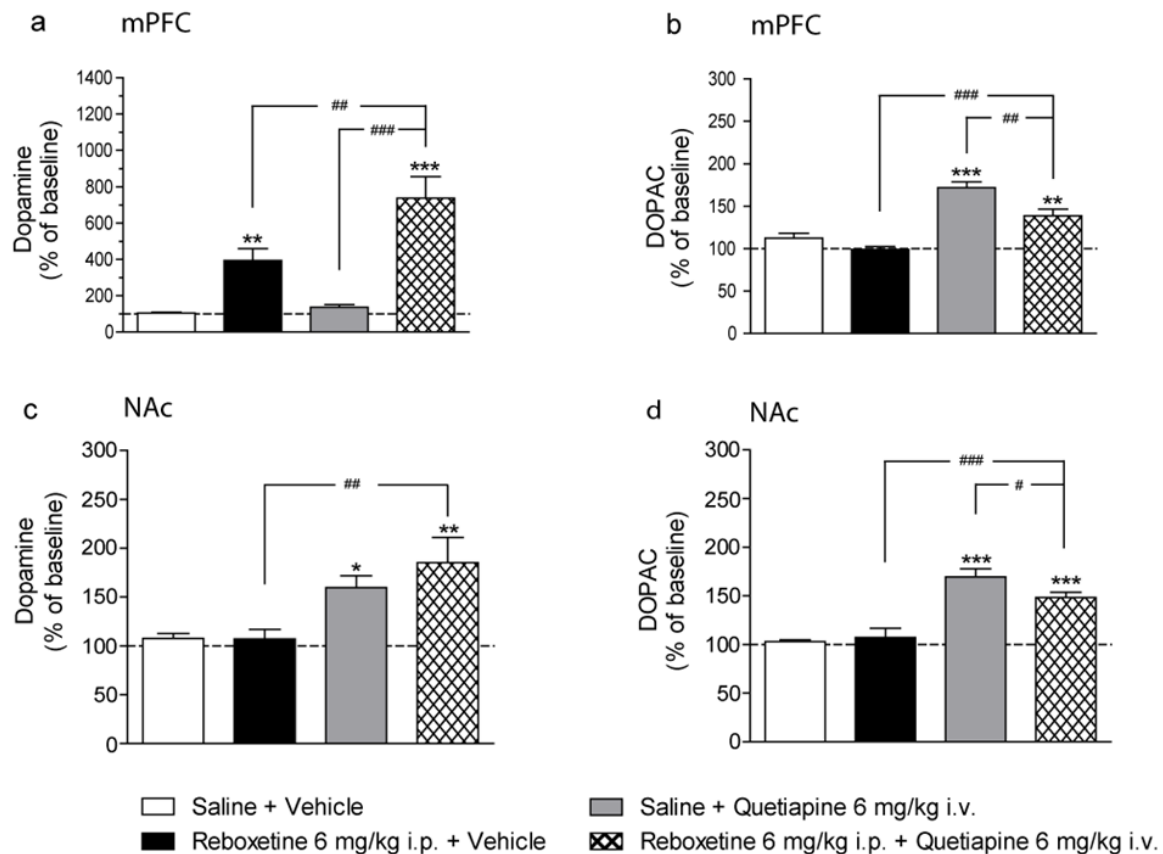 a mPFC
Dopamine
(% of baseline)
1400
1200
1000
800
600
400
200
0
##
###
**
***
b mPFC
DOPAC
(% of baseline)
300
250
200
150
100
50
0
###
##
***
**
c NAc
Dopamine
(% of baseline)
300
250
200
150
100
50
0
##
*
**
d NAc
DOPAC
(% of baseline)
300
250
200
150
100
50
0
###
#
***
***
Saline + Vehicle
Reboxetine 6 mg/kg i.p. + Vehicle
Saline + Quetiapine 6 mg/kg i.v.
Reboxetine 6 mg/kg i.p. + Quetiapine 6 mg/kg i.v.